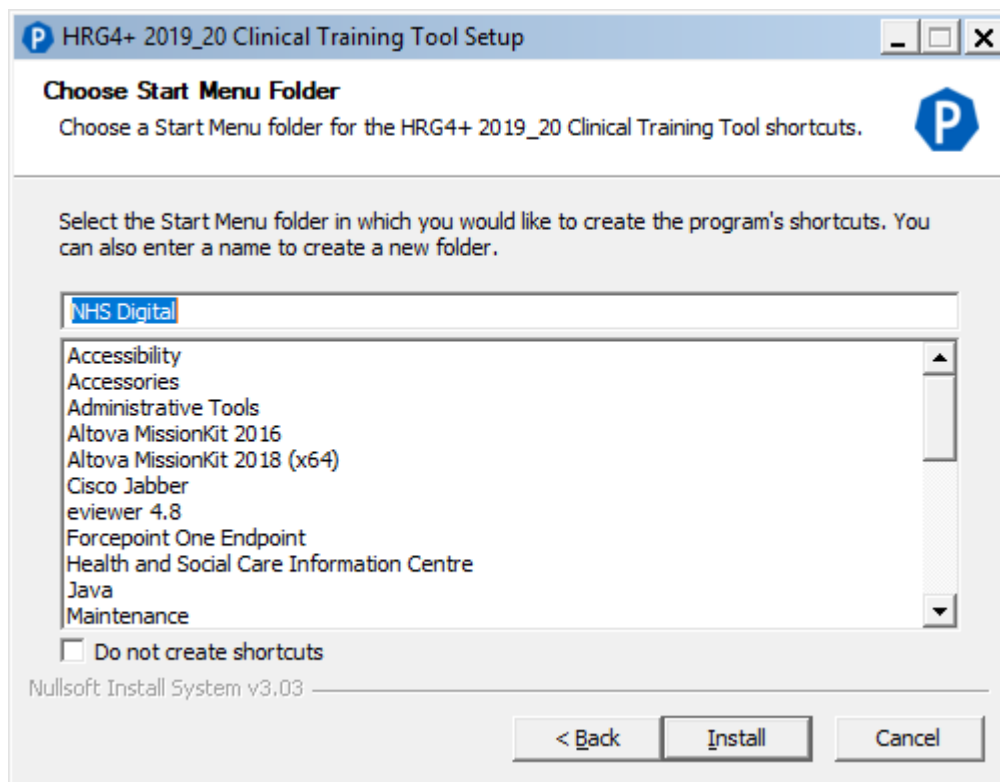 P HRG4+ 2019_20 Clinical Training Tool Setup
Choose Start Menu Folder
Choose a Start Menu folder for the HRG4+ 2019_20 Clinical Training Tool shortcuts.
P
Select the Start Menu folder in which you would like to create the program's shortcuts. You
can also enter a name to create a new folder.
NHS Digital
Accessibility
Accessories
Administrative Tools
Altova MissionKit 2016
Altova MissionKit 2018 (x64)
Cisco Jabber
eviewer 4.8
Forcepoint One Endpoint
Health and Social Care Information Centre
Java
Maintenance
Do not create shortcuts
Nullsoft Install System v3.03
< Back Install Cancel